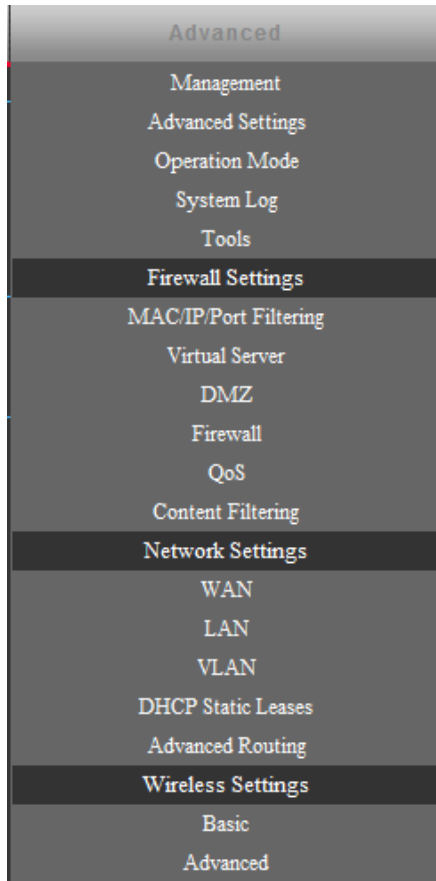 Advanced
Management
Advanced Settings
Operation Mode
System Log
Tools
Firewall Settings
MAC/IP/Port Filtering
Virtual Server
DMZ
Firewall
QoS
Content Filtering
Network Settings
WAN
LAN
VLAN
DHCP Static Leases
Advanced Routing
Wireless Settings
Basic
Advanced